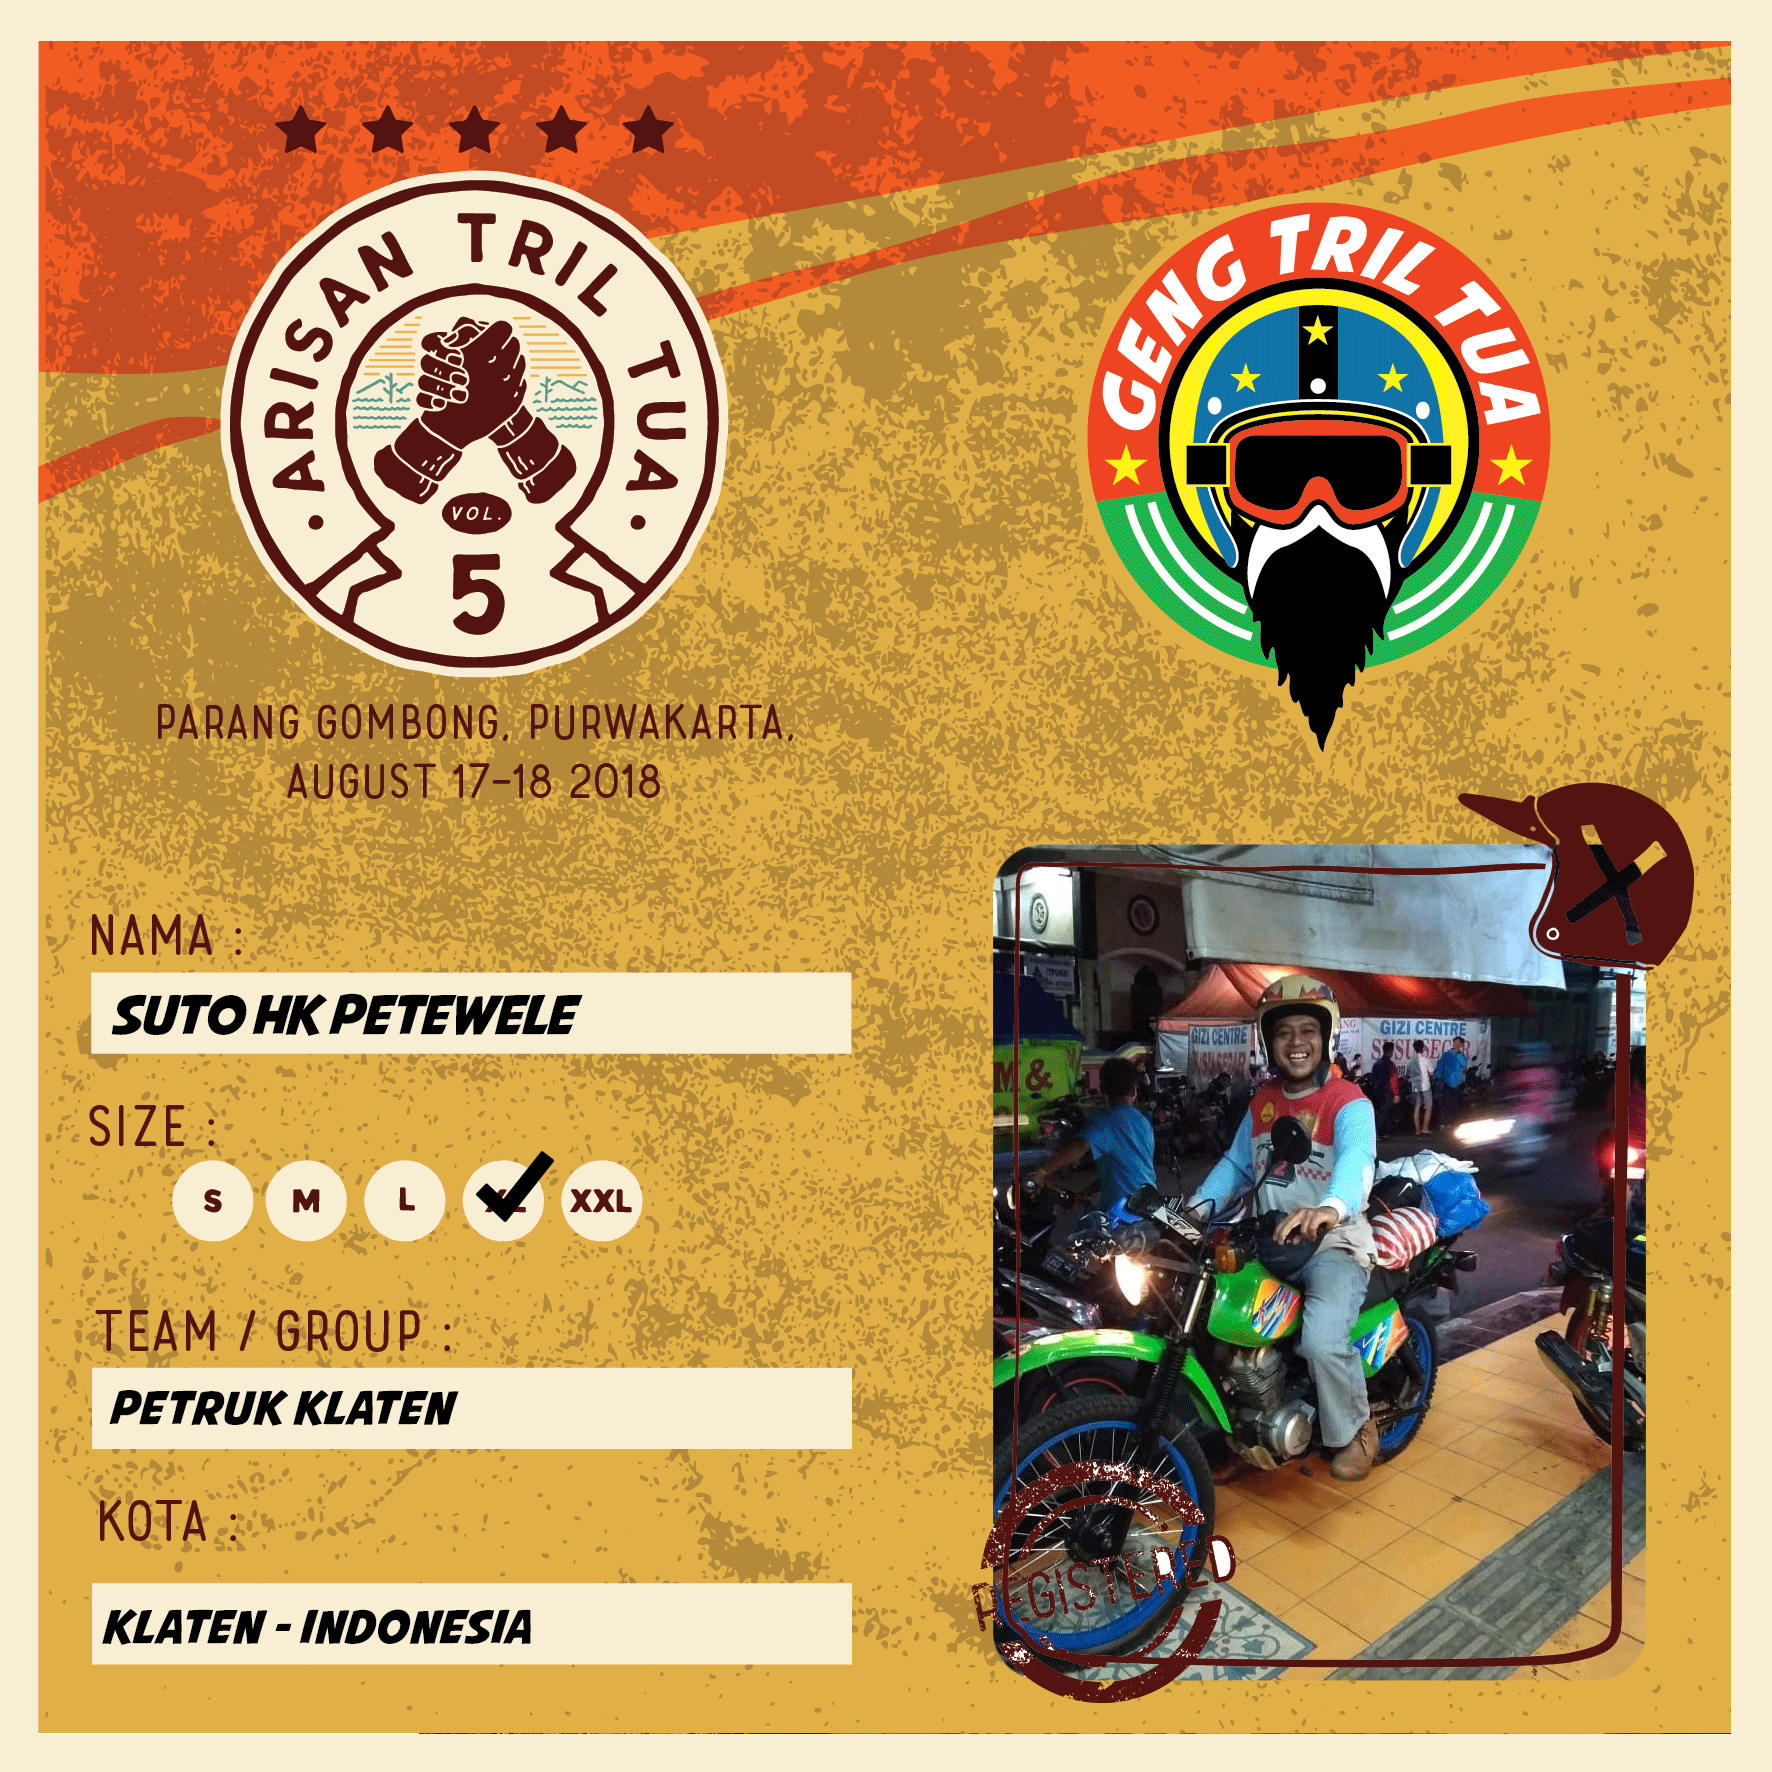 ARISAN TRIL TUA
VOL.
5
GENG TRIL TUA
PARANG GOMBONG, PURWAKARTA,
AUGUST 17-18 2018
NAMA :
SUTO HK PETEWELE
SIZE :
S M L XL XXL
TEAM / GROUP :
PETRUK KLATEN
KOTA :
KLATEN - INDONESIA
GIZI CENTRE
GIZI CENTRE
M &
REGISTERED